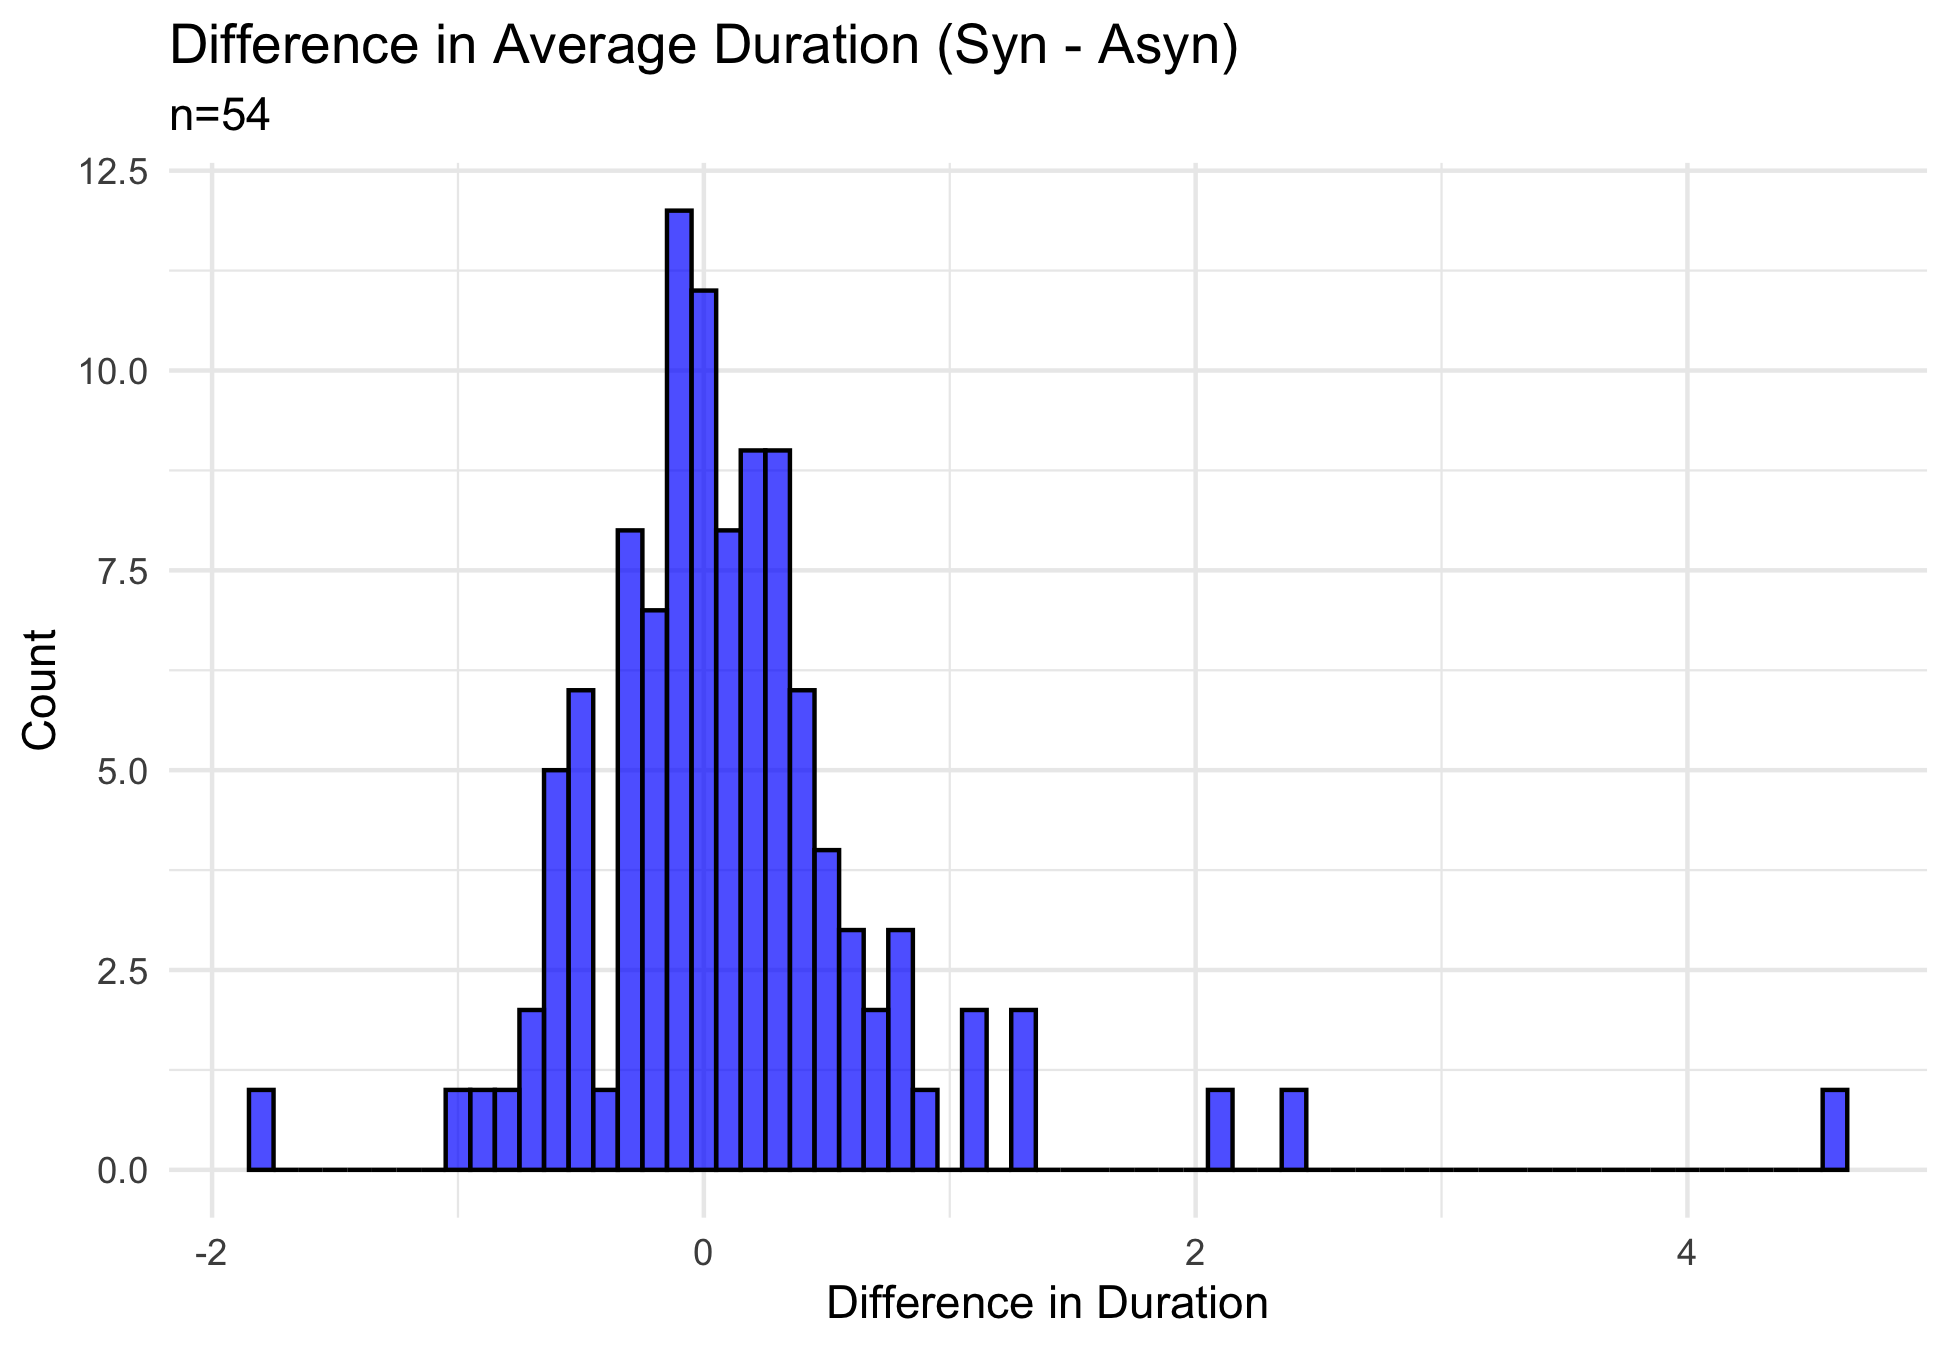 Difference in Average Duration (Syn - Asyn)
n=54
12.5
10.0
7.5
5.0
2.5
0.0
Count
-2 0 2 4
Difference in Duration